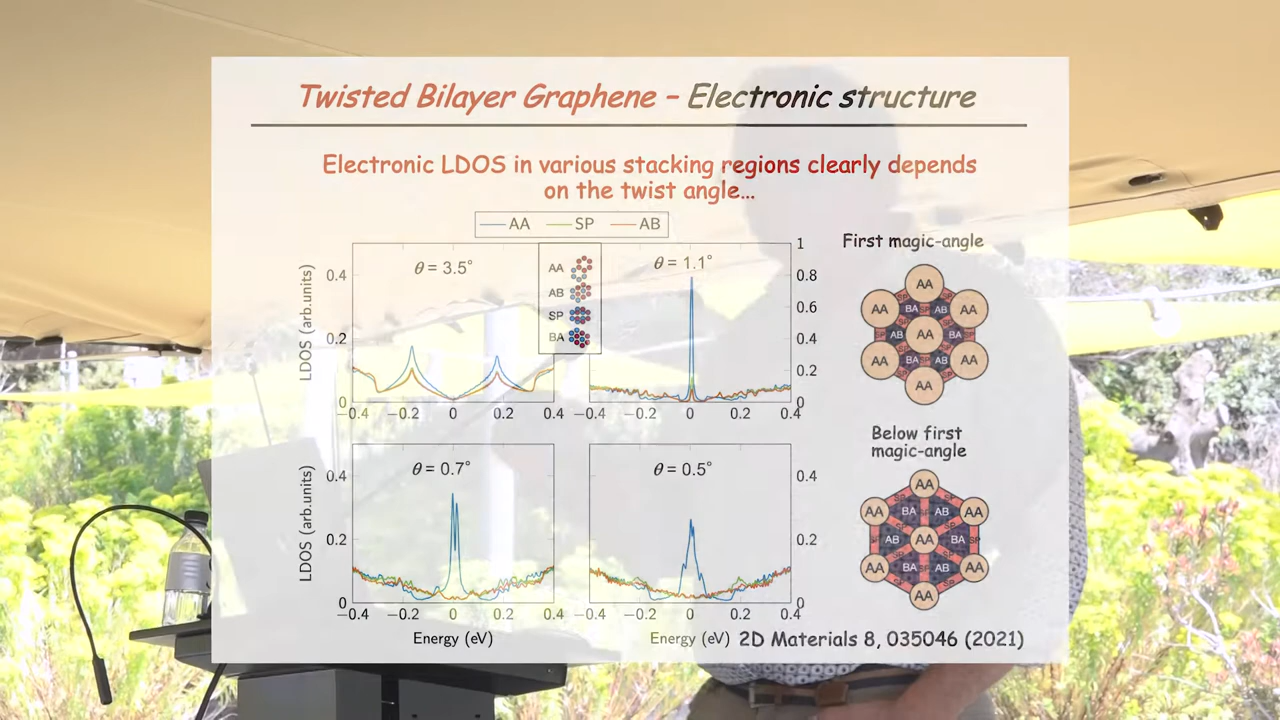 Twisted Bilayer Graphene – Electronic structure
Electronic LDOS in various stacking regions clearly depends
on the twist angle…
AA SP AB
LDOS (arb.units)
0.4
0.2
0
θ = 3.5°
−0.4 −0.2 0 0.2 0.4
AA
AB
SP
BA
θ = 1.1°
1
0.8
0.6
0.4
0.2
0
−0.4 −0.2 0 0.2 0.4
First magic-angle
AA
AA AA
BA AB
AB AA BA
AA BA AB AA
AA
LDOS (arb.units)
0.4
0.2
0
θ = 0.7°
−0.4 −0.2 0 0.2 0.4
Energy (eV)
θ = 0.5°
0.4
0.2
0
−0.4 −0.2 0 0.2 0.4
Energy (eV)
Below first
magic-angle
AA
AA BA AB AA
AB AA BA
AA BA AB AA
AA
2D Materials 8, 035046 (2021)